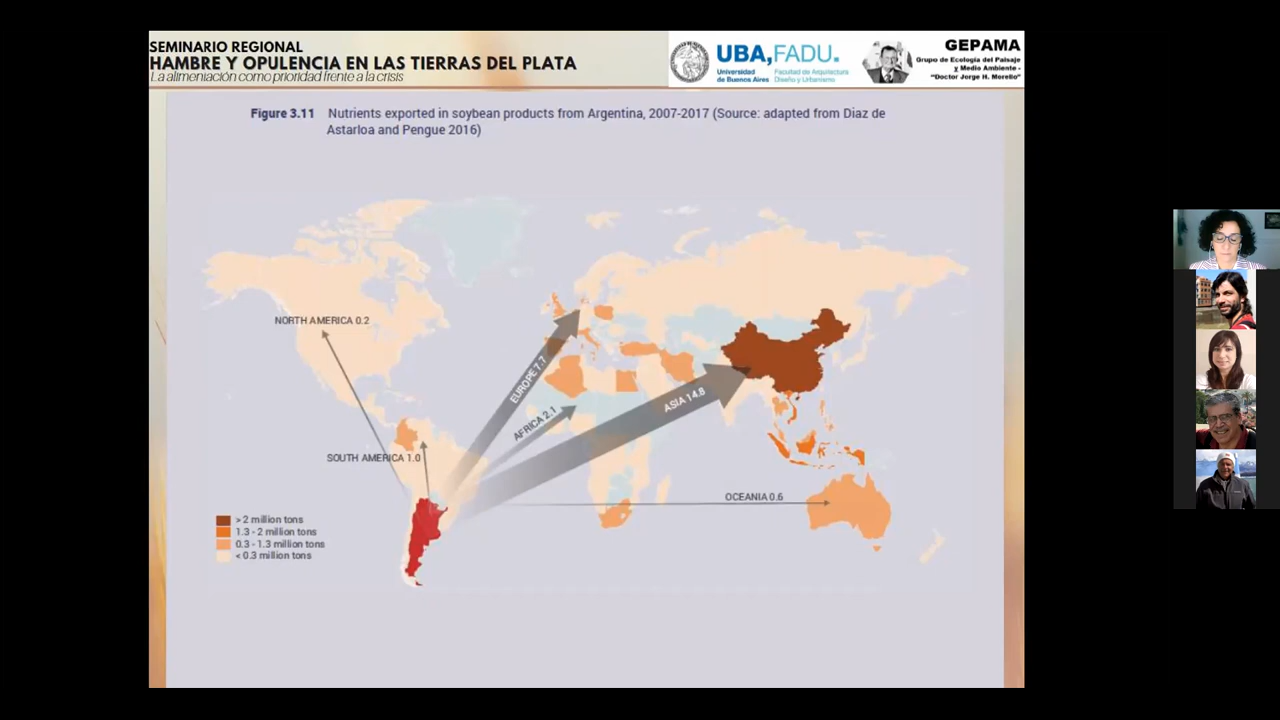 SEMINARIO REGIONAL
HAMBRE Y OPULENCIA EN LAS TIERRAS DEL PLATA
La alimentación como prioridad frente a la crisis
UBA,FADU.
Universidad de Buenos Aires
Facultad de Arquitectura Diseño y Urbanismo
GEPAMA
Grupo de Ecología del Paisaje
y Medio Ambiente -
"Doctor Jorge H. Morello"
Figure 3.11 Nutrients exported in soybean products from Argentina, 2007-2017 (Source: adapted from Diaz de
Astarloa and Pengue 2016)
NORTH AMERICA 0.2
EUROPE 7.7
AFRICA 2.1
ASIA 14.8
SOUTH AMERICA 1.0
OCEANIA 0.6
> 2 million tons
1.3 - 2 million tons
0.3 - 1.3 million tons
< 0.3 million tons